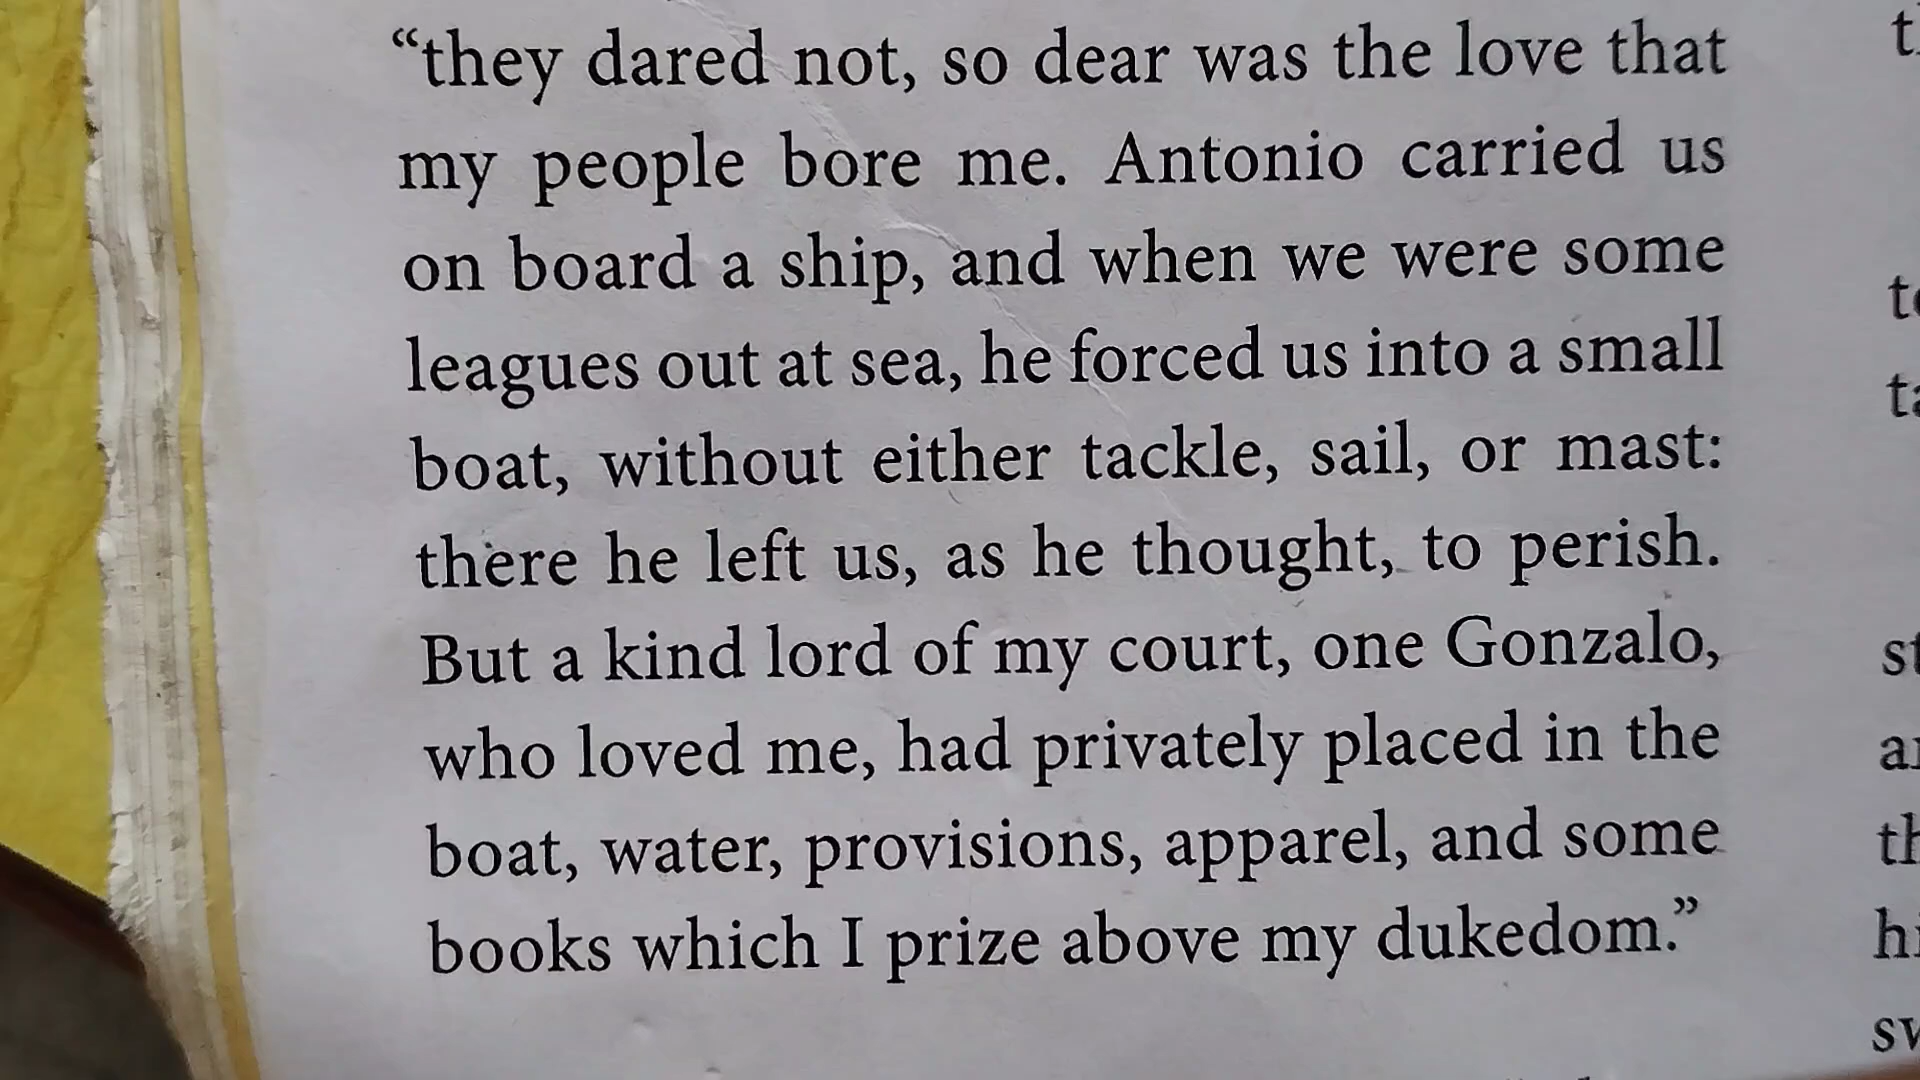 “they dared not, so dear was the love that
my people bore me. Antonio carried us
on board a ship, and when we were some
leagues out at sea, he forced us into a small
boat, without either tackle, sail, or mast:
there he left us, as he thought, to perish.
But a kind lord of my court, one Gonzalo,
who loved me, had privately placed in the
boat, water, provisions, apparel, and some
books which I prize above my dukedom.”